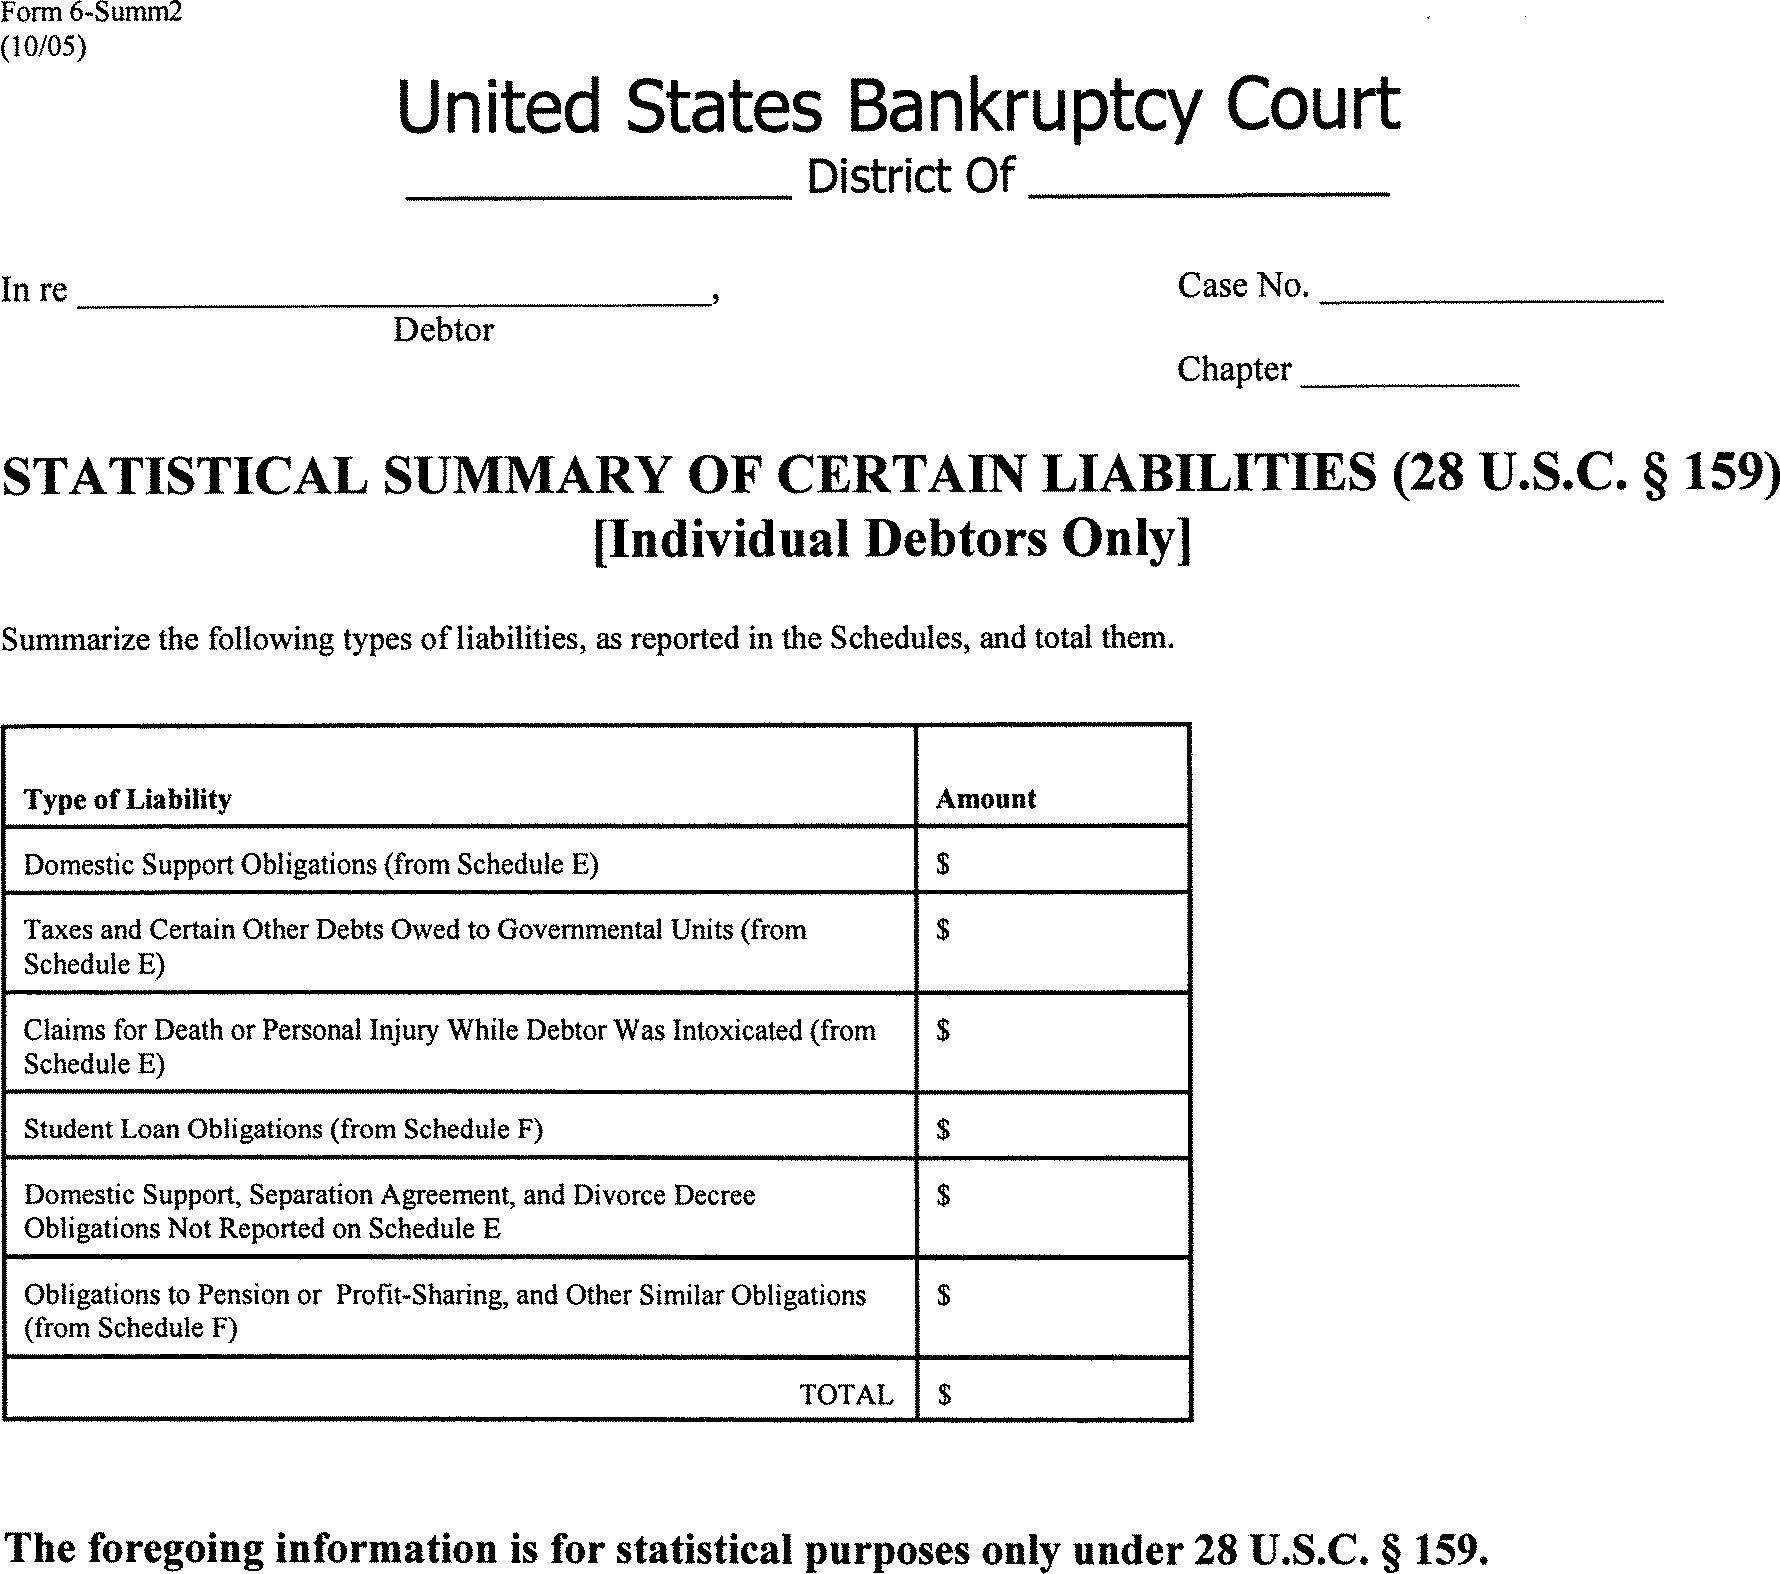 Form 6-Summ2
(10/05)
United States Bankruptcy Court
_______________ District Of _______________
In re ______________________________,
Case No. _______________
Debtor
Chapter __________
STATISTICAL SUMMARY OF CERTAIN LIABILITIES (28 U.S.C. § 159)
[Individual Debtors Only]
Summarize the following types of liabilities, as reported in the Schedules, and total them.
Type of Liability Amount
Domestic Support Obligations (from Schedule E) $
Taxes and Certain Other Debts Owed to Governmental Units (from $
Schedule E)
Claims for Death or Personal Injury While Debtor Was Intoxicated (from $
Schedule E)
Student Loan Obligations (from Schedule F) $
Domestic Support, Separation Agreement, and Divorce Decree $
Obligations Not Reported on Schedule E
Obligations to Pension or Profit-Sharing, and Other Similar Obligations $
(from Schedule F)
TOTAL $
The foregoing information is for statistical purposes only under 28 U.S.C. § 159.